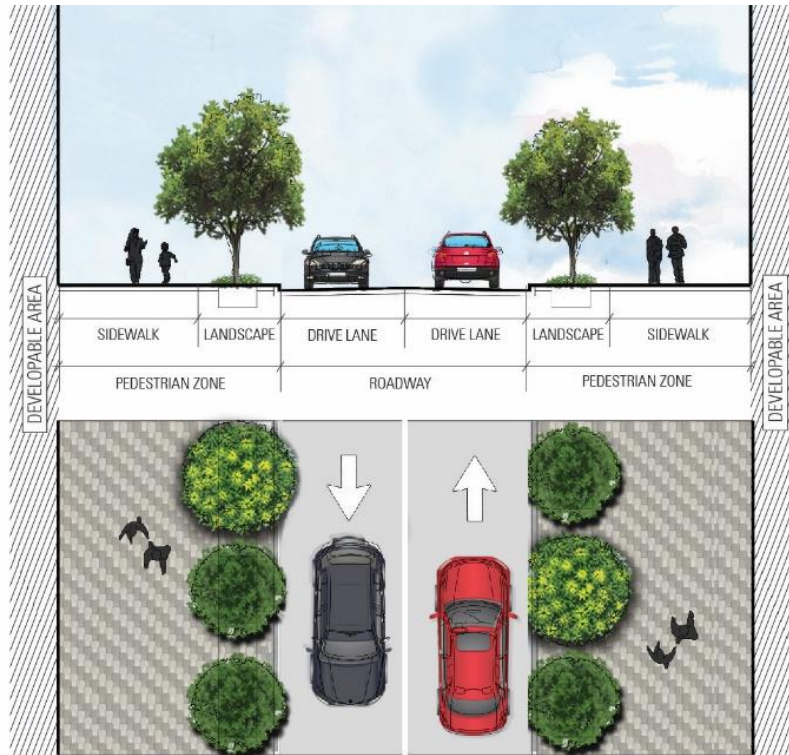 SIDEWALK
LANDSCAPE
DRIVE LANE
DRIVE LANE
LANDSCAPE
SIDEWALK
PEDESTRIAN ZONE
ROADWAY
PEDESTRIAN ZONE
DEVELOPABLE AREA
DEVELOPABLE AREA